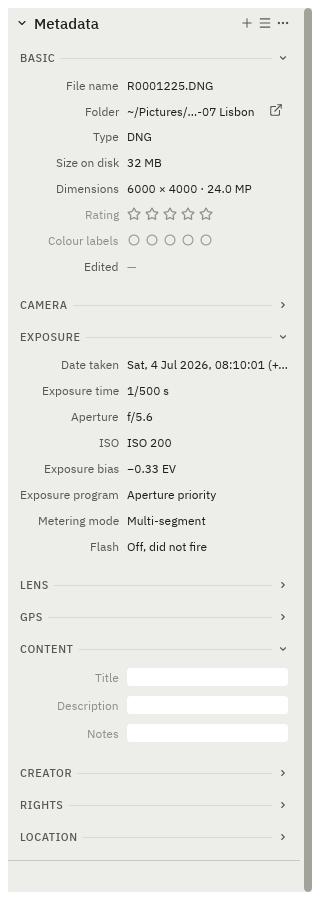 Metadata
BASIC
File name R0001225.DNG
Folder ~/Pictures/...-07 Lisbon
Type DNG
Size on disk 32 MB
Dimensions 6000 × 4000 · 24.0 MP
Rating
Colour labels
Edited —
CAMERA
EXPOSURE
Date taken Sat, 4 Jul 2026, 08:10:01 (+...
Exposure time 1/500 s
Aperture f/5.6
ISO ISO 200
Exposure bias −0.33 EV
Exposure program Aperture priority
Metering mode Multi-segment
Flash Off, did not fire
LENS
GPS
CONTENT
Title
Description
Notes
CREATOR
RIGHTS
LOCATION